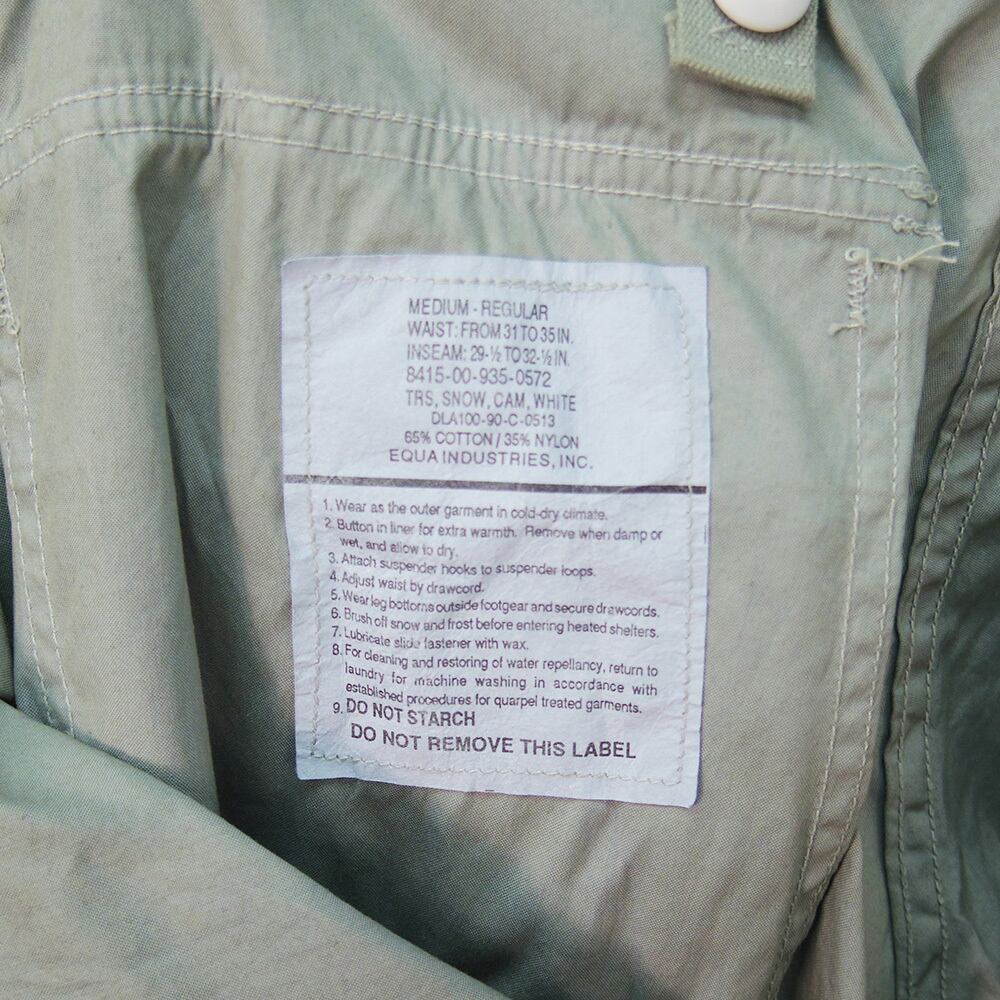 MEDIUM - REGULAR
WAIST: FROM 31 TO 35 IN.
INSEAM: 29-½ TO 32-½ IN.
8415-00-935-0572
TRS, SNOW, CAM, WHITE
DLA100-90-C-0513
65% COTTON / 35% NYLON
EQUA INDUSTRIES, INC.
1. Wear as the outer garment in cold-dry climate.
2. Button in liner for extra warmth. Remove when damp or
wet, and allow to dry.
3. Attach suspender hooks to suspender loops.
4. Adjust waist by drawcord.
5. Wear leg bottoms outside footgear and secure drawcords.
6. Brush off snow and frost before entering heated shelters.
7. Lubricate slide fastener with wax.
8. For cleaning and restoring of water repellancy, return to
laundry for machine washing in accordance with
established procedures for quarpel treated garments.
9. DO NOT STARCH
DO NOT REMOVE THIS LABEL